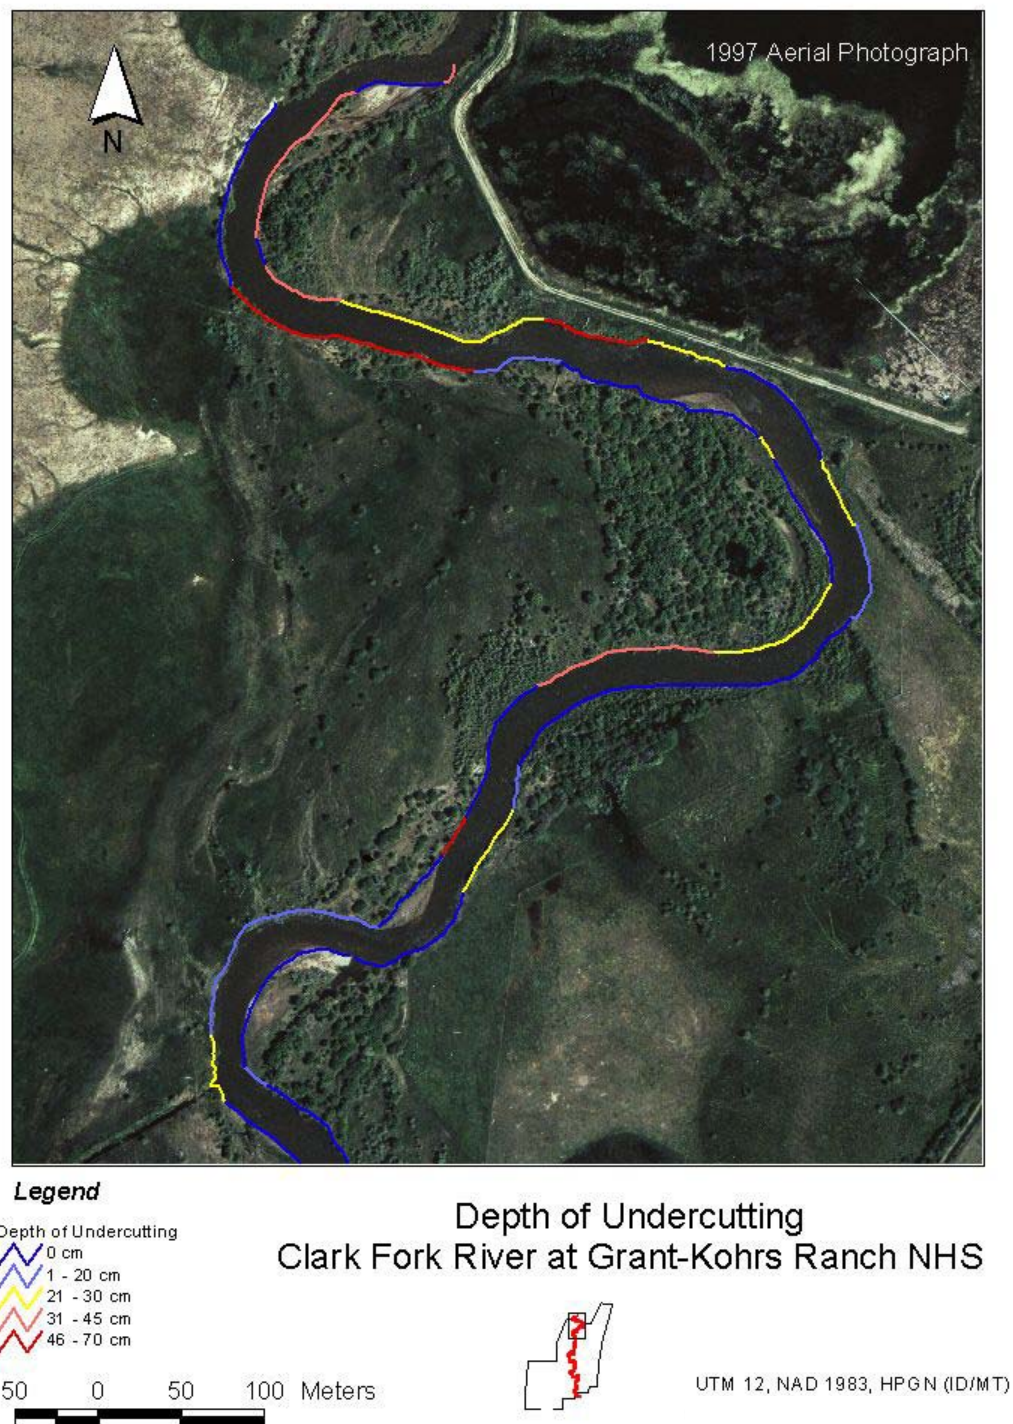 1997 Aerial Photograph
N
Legend
Depth of Undercutting
0 cm
1 - 20 cm
21 - 30 cm
31 - 45 cm
46 - 70 cm
Depth of Undercutting
Clark Fork River at Grant-Kohrs Ranch NHS
50 0 50 100 Meters
UTM 12, NAD 1983, HPGN (ID/MT)